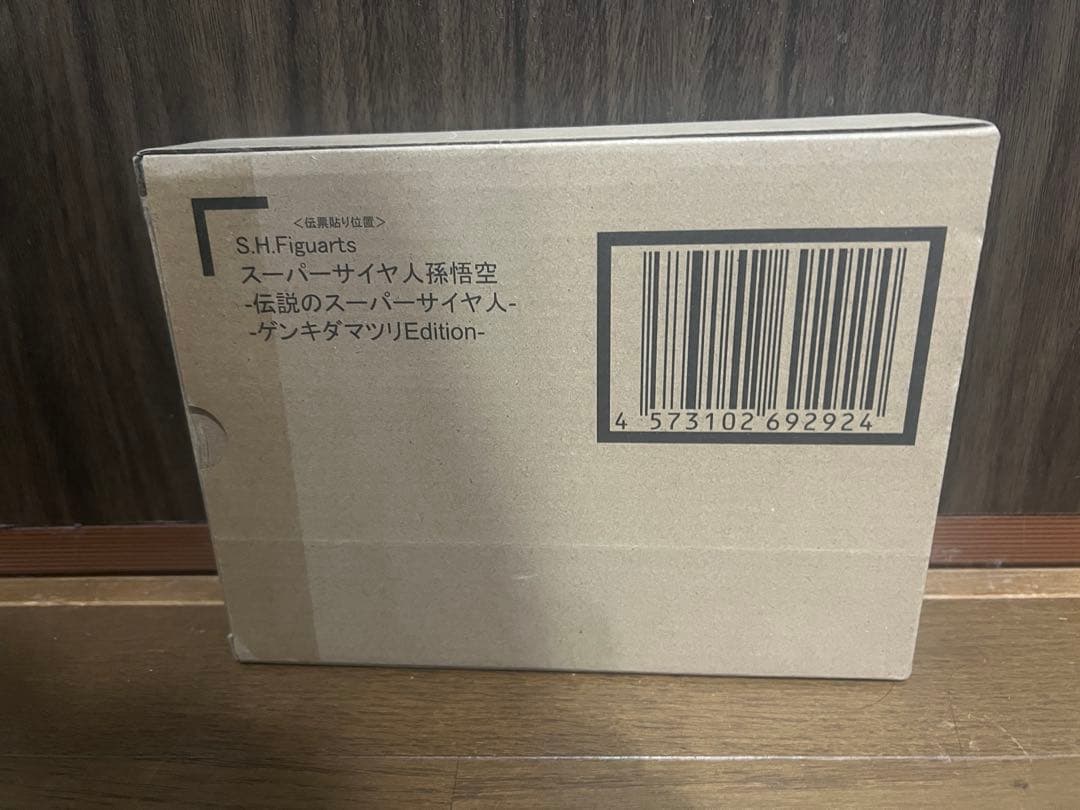 <伝票貼り位置>
S.H.Figuarts
スーパーサイヤ人孫悟空
-伝説のスーパーサイヤ人-
-ゲンキダマツリEdition-
4 573102 692924